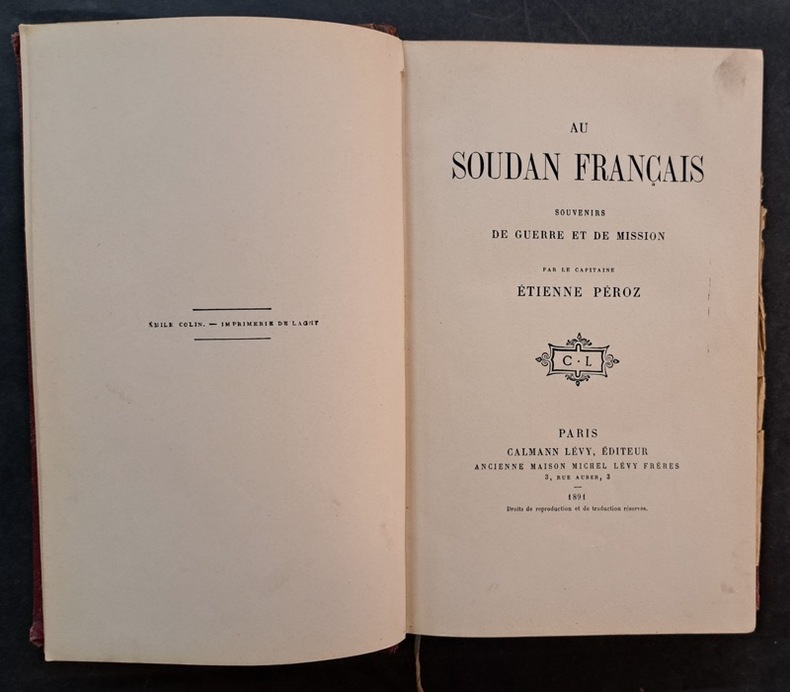 ÉMILE COLIN. — IMPRIMERIE DE LAGNY
AU
SOUDAN FRANÇAIS
SOUVENIRS
DE GUERRE ET DE MISSION
PAR LE CAPITAINE
ÉTIENNE PÉROZ
C·L
PARIS
CALMANN LÉVY, ÉDITEUR
ANCIENNE MAISON MICHEL LÉVY FRÈRES
3, RUE AUBER, 3
1891
Droits de reproduction et de traduction réservés.